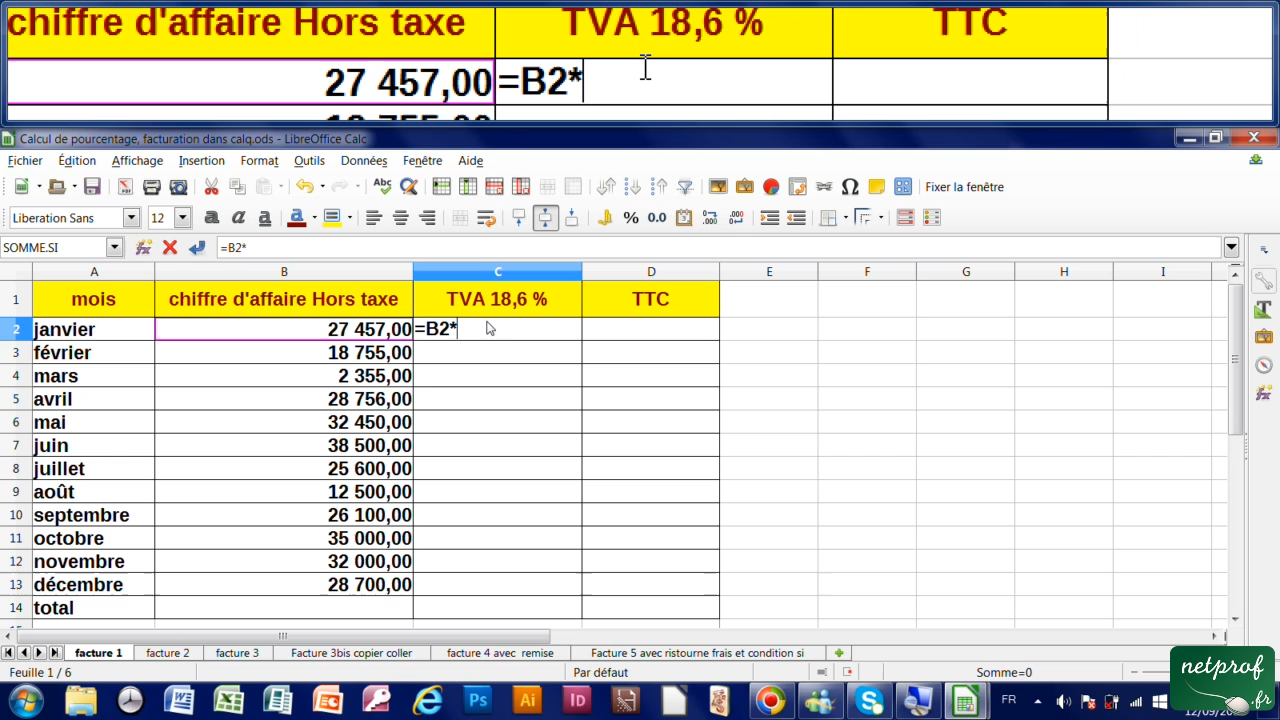 chiffre d'affaire Hors taxe TVA 18,6 % TTC
27 457,00 =B2*
Calcul de pourcentage, facturation dans calq.ods - LibreOffice Calc
Fichier Édition Affichage Insertion Format Outils Données Fenêtre Aide
Fixer la fenêtre
Liberation Sans 12
SOMME.SI =B2*
A B C D E F G H I
1 mois chiffre d'affaire Hors taxe TVA 18,6 % TTC
2 janvier 27 457,00 =B2*
3 février 18 755,00
4 mars 2 355,00
5 avril 28 756,00
6 mai 32 450,00
7 juin 38 500,00
8 juillet 25 600,00
9 août 12 500,00
10 septembre 26 100,00
11 octobre 35 000,00
12 novembre 32 000,00
13 décembre 28 700,00
14 total
facture 1 facture 2 facture 3 Facture 3bis copier coller facture 4 avec remise Facture 5 avec ristourne frais et condition si
Feuille 1 / 6 Par défaut Somme=0
netprof
.fr
FR